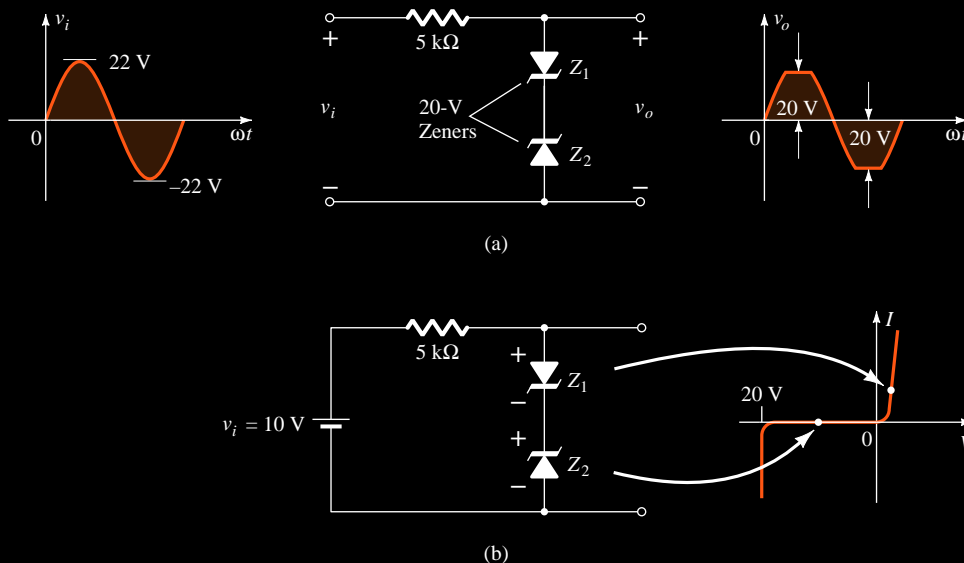 v_i
22 V
0
ωt
–22 V
+
5 kΩ
+
v_i
20-V
Zeners
Z_1
Z_2
v_o
–
–
v_o
20 V
0
20 V
ωt
(a)
5 kΩ
v_i = 10 V
+
Z_1
–
+
Z_2
–
I
20 V
0
(b)